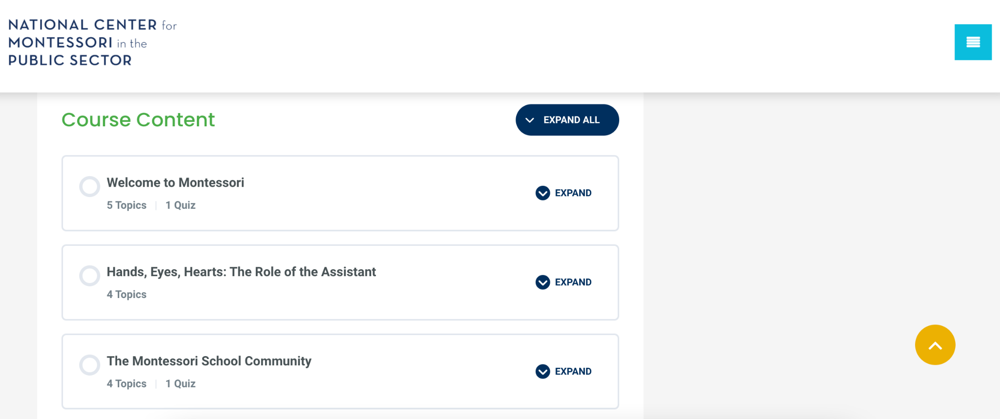 NATIONAL CENTER for
MONTESSORI in the
PUBLIC SECTOR
Course Content
EXPAND ALL
Welcome to Montessori
EXPAND
5 Topics | 1 Quiz
Hands, Eyes, Hearts: The Role of the Assistant
EXPAND
4 Topics
The Montessori School Community
EXPAND
4 Topics | 1 Quiz